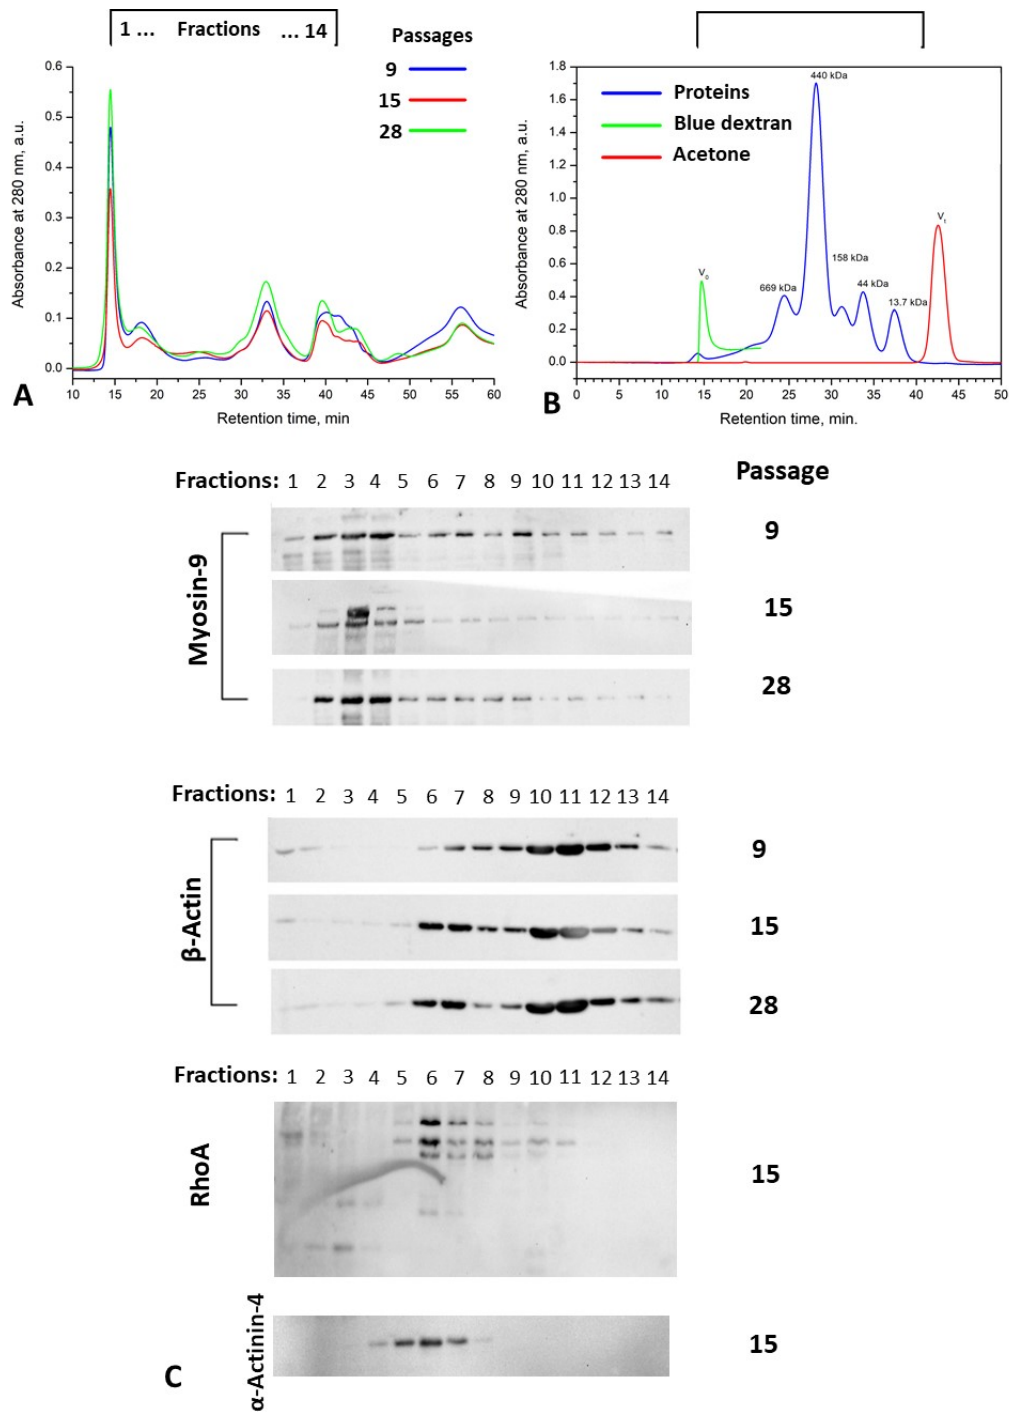 1 ... Fractions ... 14
Passages
9
15
28
Absorbance at 280 nm, a.u.
0.6
0.5
0.4
0.3
0.2
0.1
0.0
10 15 20 25 30 35 40 45 50 55 60
Retention time, min
A
Absorbance at 280 nm, a.u.
1.8
1.6
1.4
1.2
1.0
0.8
0.6
0.4
0.2
0.0
Proteins
Blue dextran
Acetone
440 kDa
V₀
669 kDa
158 kDa
44 kDa
13.7 kDa
Vₜ
0 5 10 15 20 25 30 35 40 45 50
Retention time, min.
B
Fractions: 1 2 3 4 5 6 7 8 9 10 11 12 13 14
Passage
Myosin-9
9
15
28
Fractions: 1 2 3 4 5 6 7 8 9 10 11 12 13 14
β-Actin
9
15
28
Fractions: 1 2 3 4 5 6 7 8 9 10 11 12 13 14
RhoA
15
α-Actinin-4
15
C